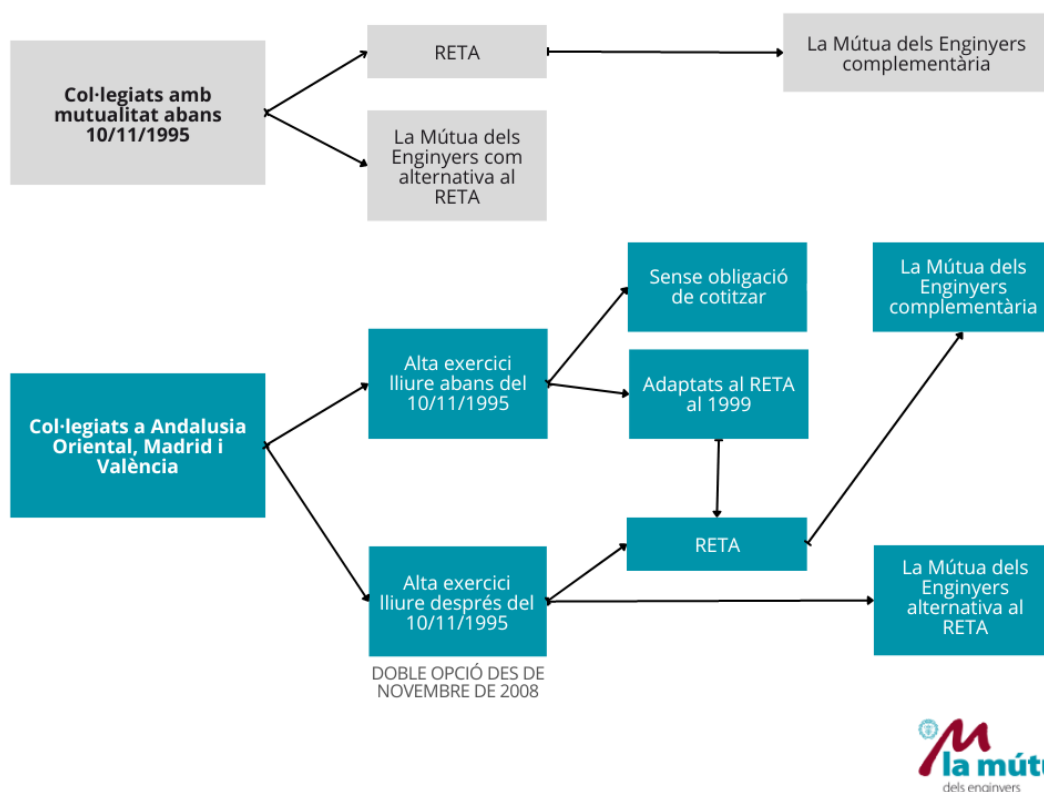 Col·legiats amb
mutualitat abans
10/11/1995
RETA
La Mútua dels Enginyers
complementària
La Mútua dels
Enginyers com
alternativa al
RETA
Col·legiats a Andalusia
Oriental, Madrid i
València
Alta exercici
lliure abans del
10/11/1995
Sense obligació
de cotitzar
Adaptats al RETA
al 1999
La Mútua dels
Enginyers
complementària
Alta exercici
lliure després del
10/11/1995
DOBLE OPCIÓ DES DE
NOVEMBRE DE 2008
RETA
La Mútua dels
Enginyers
alternativa al
RETA
la mútu
dels enginyers